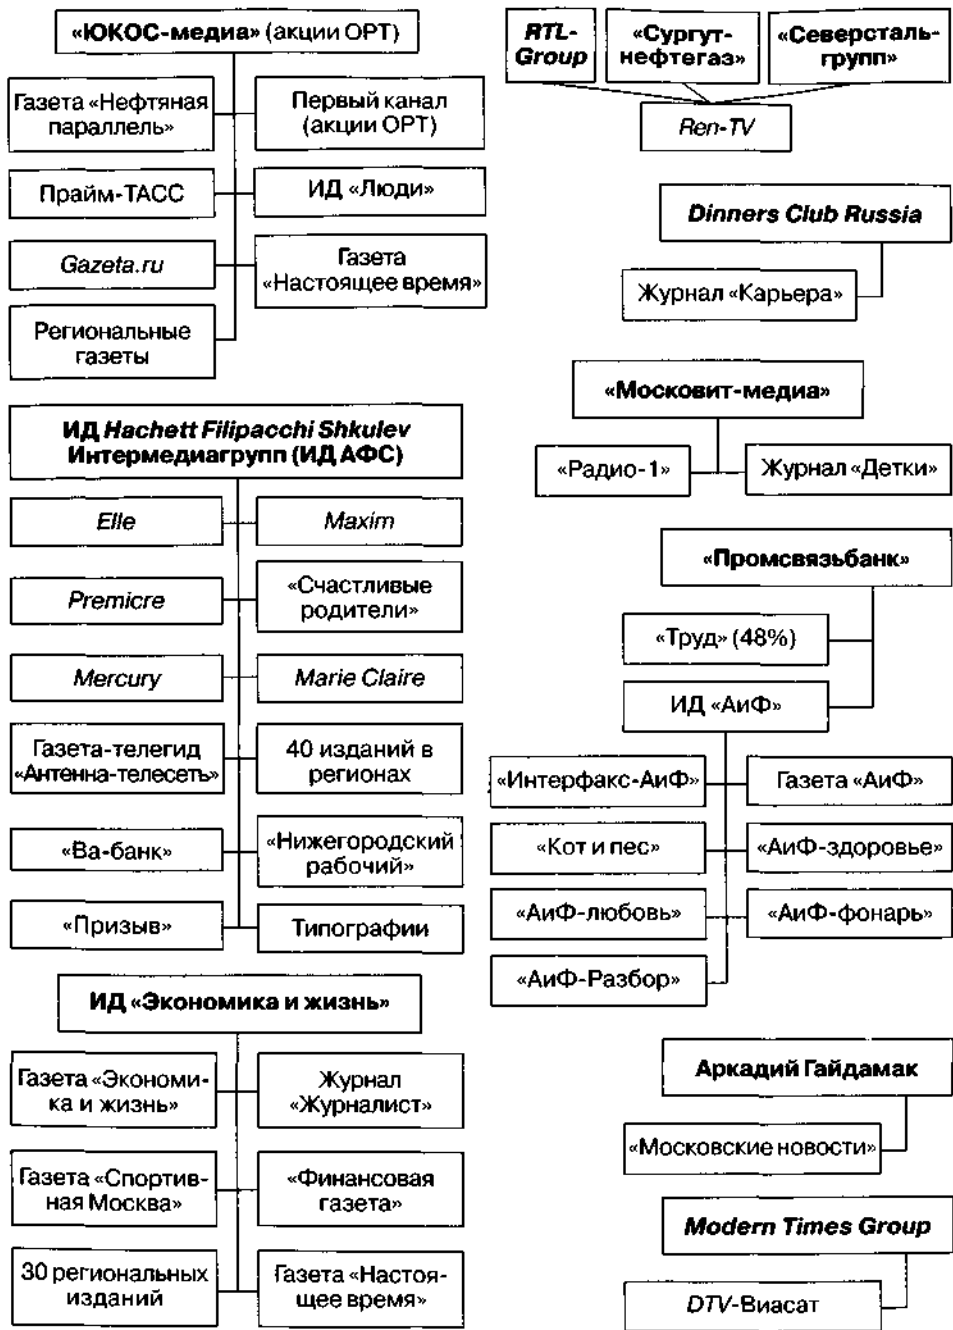 «ЮКОС-медиа» (акции ОРТ)
Газета «Нефтяная
параллель»
Первый канал
(акции ОРТ)
Прайм-ТАСС
ИД «Люди»
Gazeta.ru
Газета
«Настоящее время»
Региональные
газеты
ИД Hachett Filipacchi Shkulev
Интермедиагрупп (ИД АФС)
Elle
Maxim
Premicre
«Счастливые
родители»
Mercury
Marie Claire
Газета-телегид
«Антенна-телесеть»
40 изданий в
регионах
«Ва-банк»
«Нижегородский
рабочий»
«Призыв»
Типографии
ИД «Экономика и жизнь»
Газета «Экономи-
ка и жизнь»
Журнал
«Журналист»
Газета «Спортив-
ная Москва»
«Финансовая
газета»
30 региональных
изданий
Газета «Настоя-
щее время»
RTL-
Group
«Сургут-
нефтегаз»
«Северсталь-
групп»
Ren-TV
Dinners Club Russia
Журнал «Карьера»
«Московит-медиа»
«Радио-1»
Журнал «Детки»
«Промсвязьбанк»
«Труд» (48%)
ИД «АиФ»
«Интерфакс-АиФ»
Газета «АиФ»
«Кот и пес»
«АиФ-здоровье»
«АиФ-любовь»
«АиФ-фонарь»
«АиФ-Разбор»
Аркадий Гайдамак
«Московские новости»
Modern Times Group
DTV-Виасат